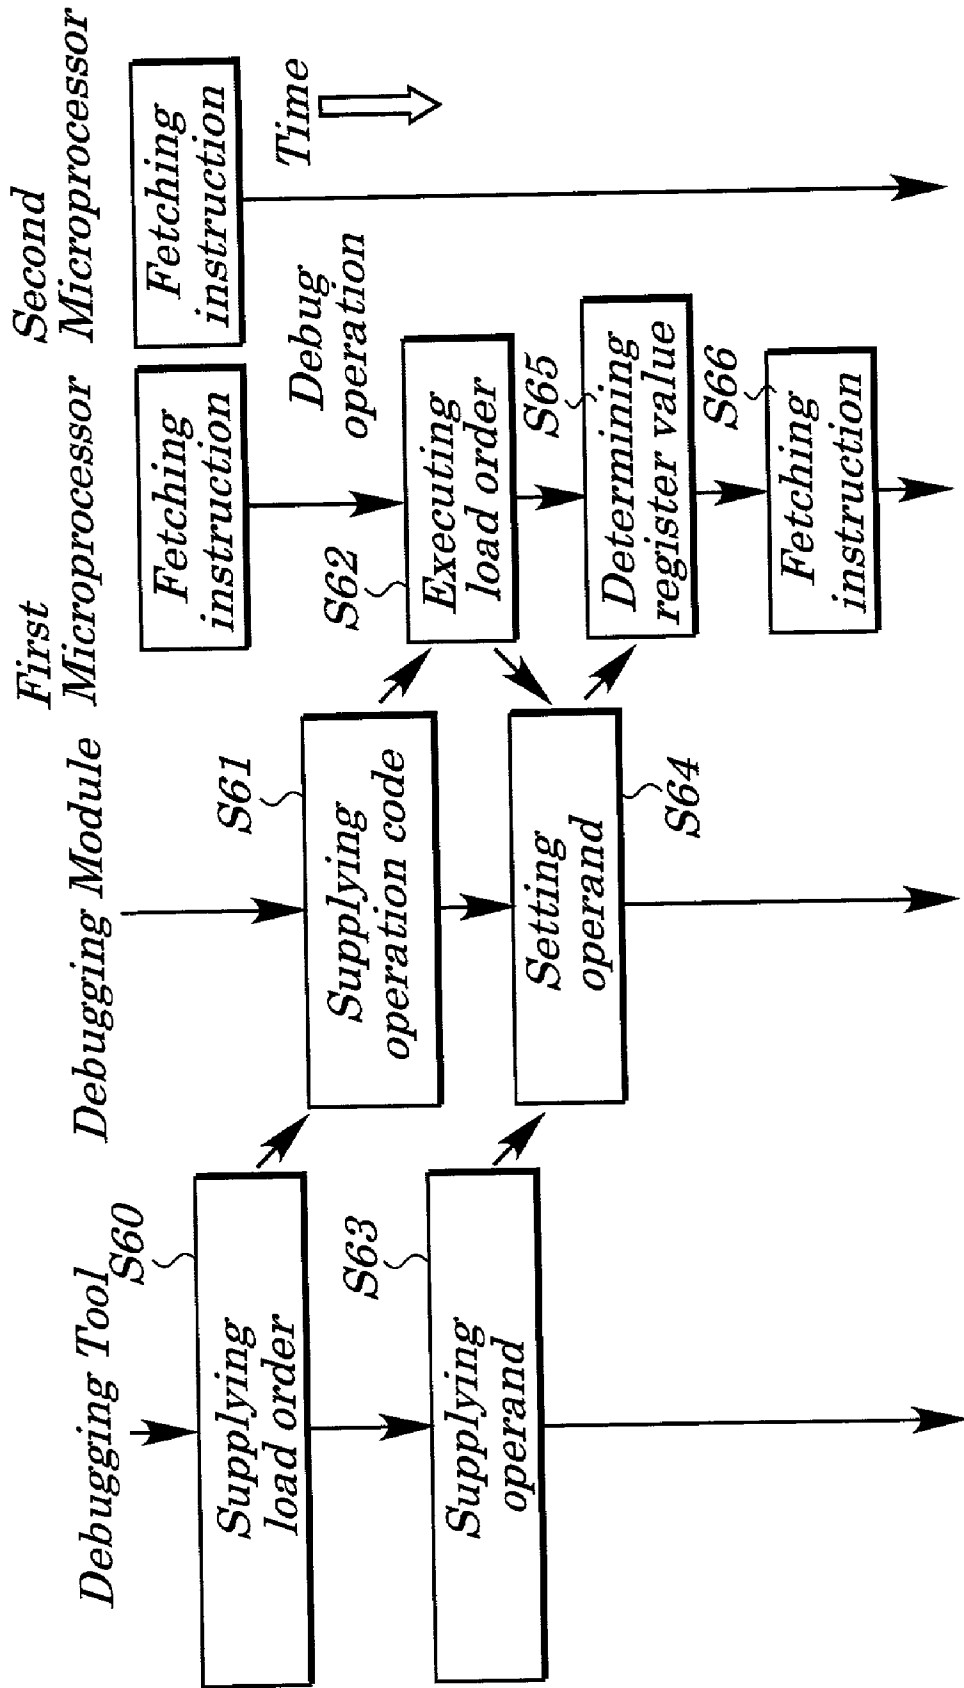 Debugging Tool
Debugging Module
First
Microprocessor
Second
Microprocessor
Fetching
instruction
Fetching
instruction
Time
S60
Supplying
load order
S61
Supplying
operation code
Debug
operation
S62
Executing
load order
S63
Supplying
operand
Setting
operand
S64
S65
Determining
register value
S66
Fetching
instruction